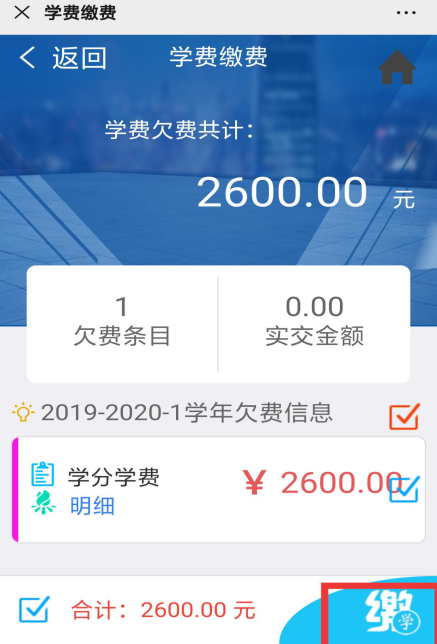 学费缴费
返回 学费缴费
学费欠费共计：
2600.00 元
1 0.00
欠费条目 实交金额
2019-2020-1学年欠费信息
学分学费 ¥ 2600.00
明细
合计：2600.00 元 缴 学